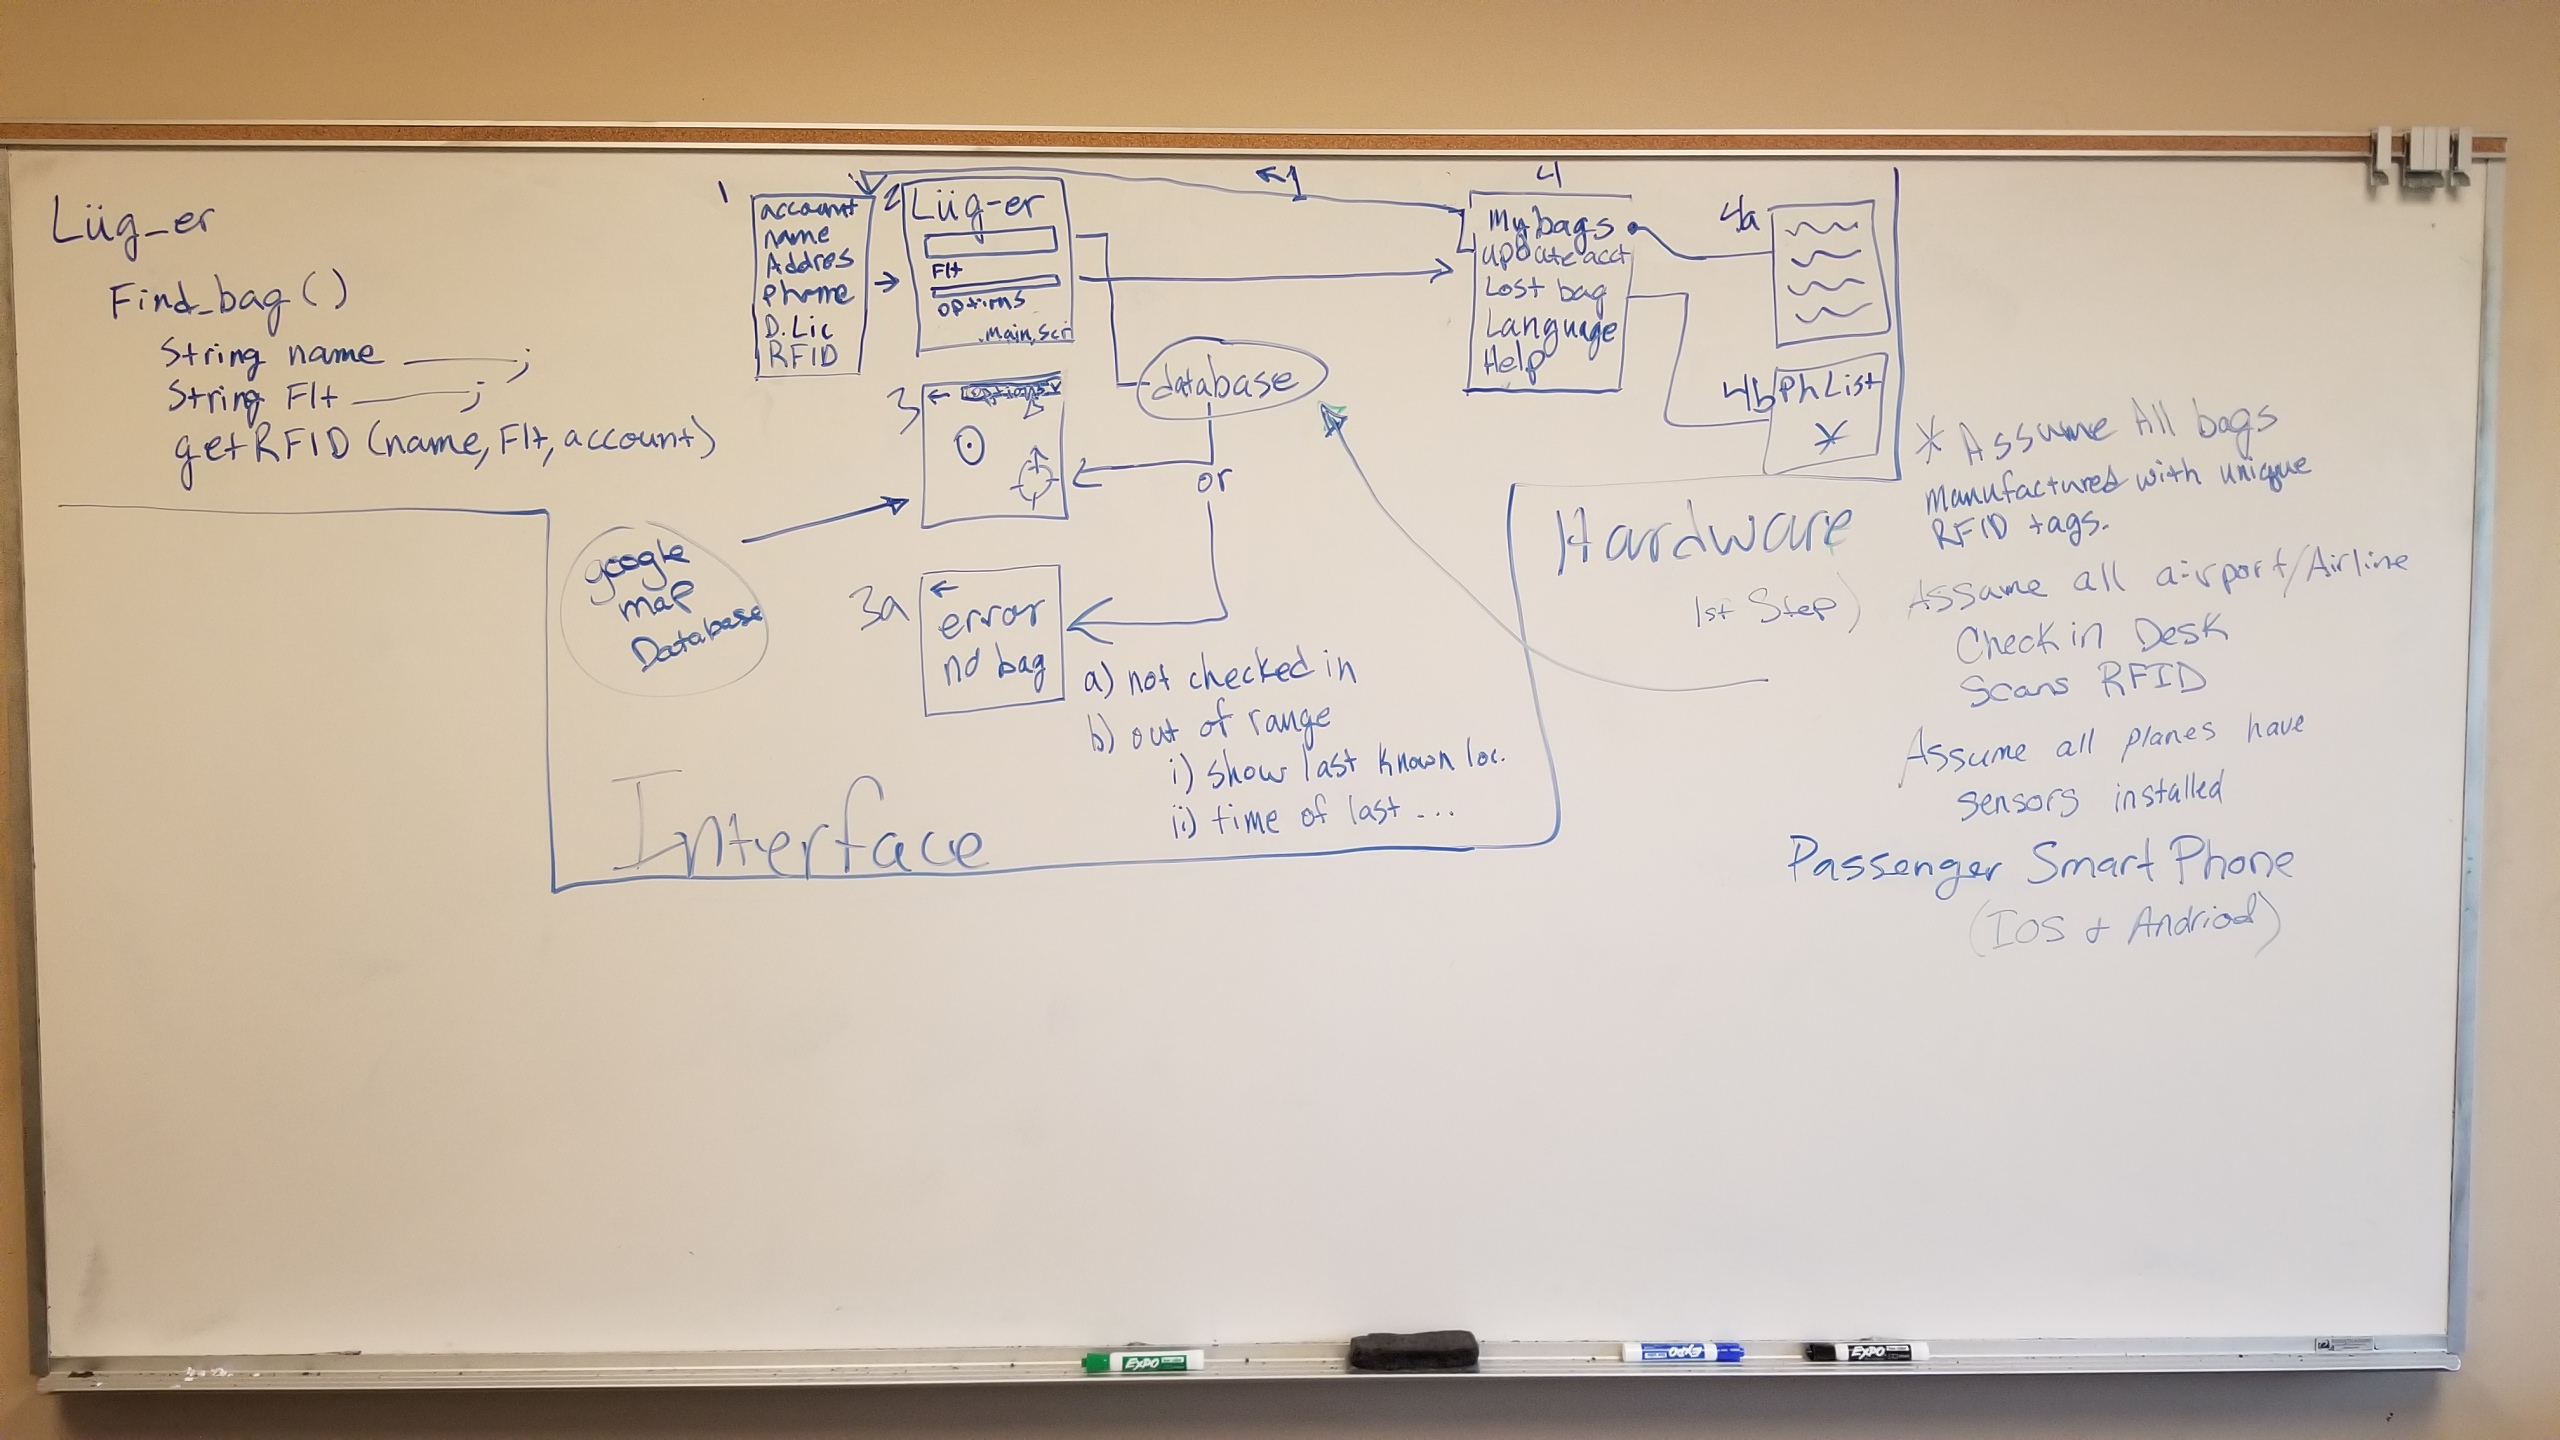 Lüg-er
Find_bag()
String name ______;
String Flt ______;
getRFID (name, Flt, account)
1
account
name
Addres
phone
D.Lic
RFID
2
Lüg-er
Flt
options
.main.scri
3
options
3a
error
no bag
google
map
Database
database
or
a) not checked in
b) out of range
i) show last known loc.
ii) time of last ...
Interface
1
4
My bags
update acct
Lost bag
Language
Help
4a
4b
Ph List
*
Hardware
1st Step)
* Assume All bags
manufactured with unique
RFID tags.
Assume all airport/Airline
Check in Desk
Scans RFID
Assume all planes have
sensors installed
Passenger Smart Phone
(IOS + Andriod)
EXPO
EXPO
EXPO